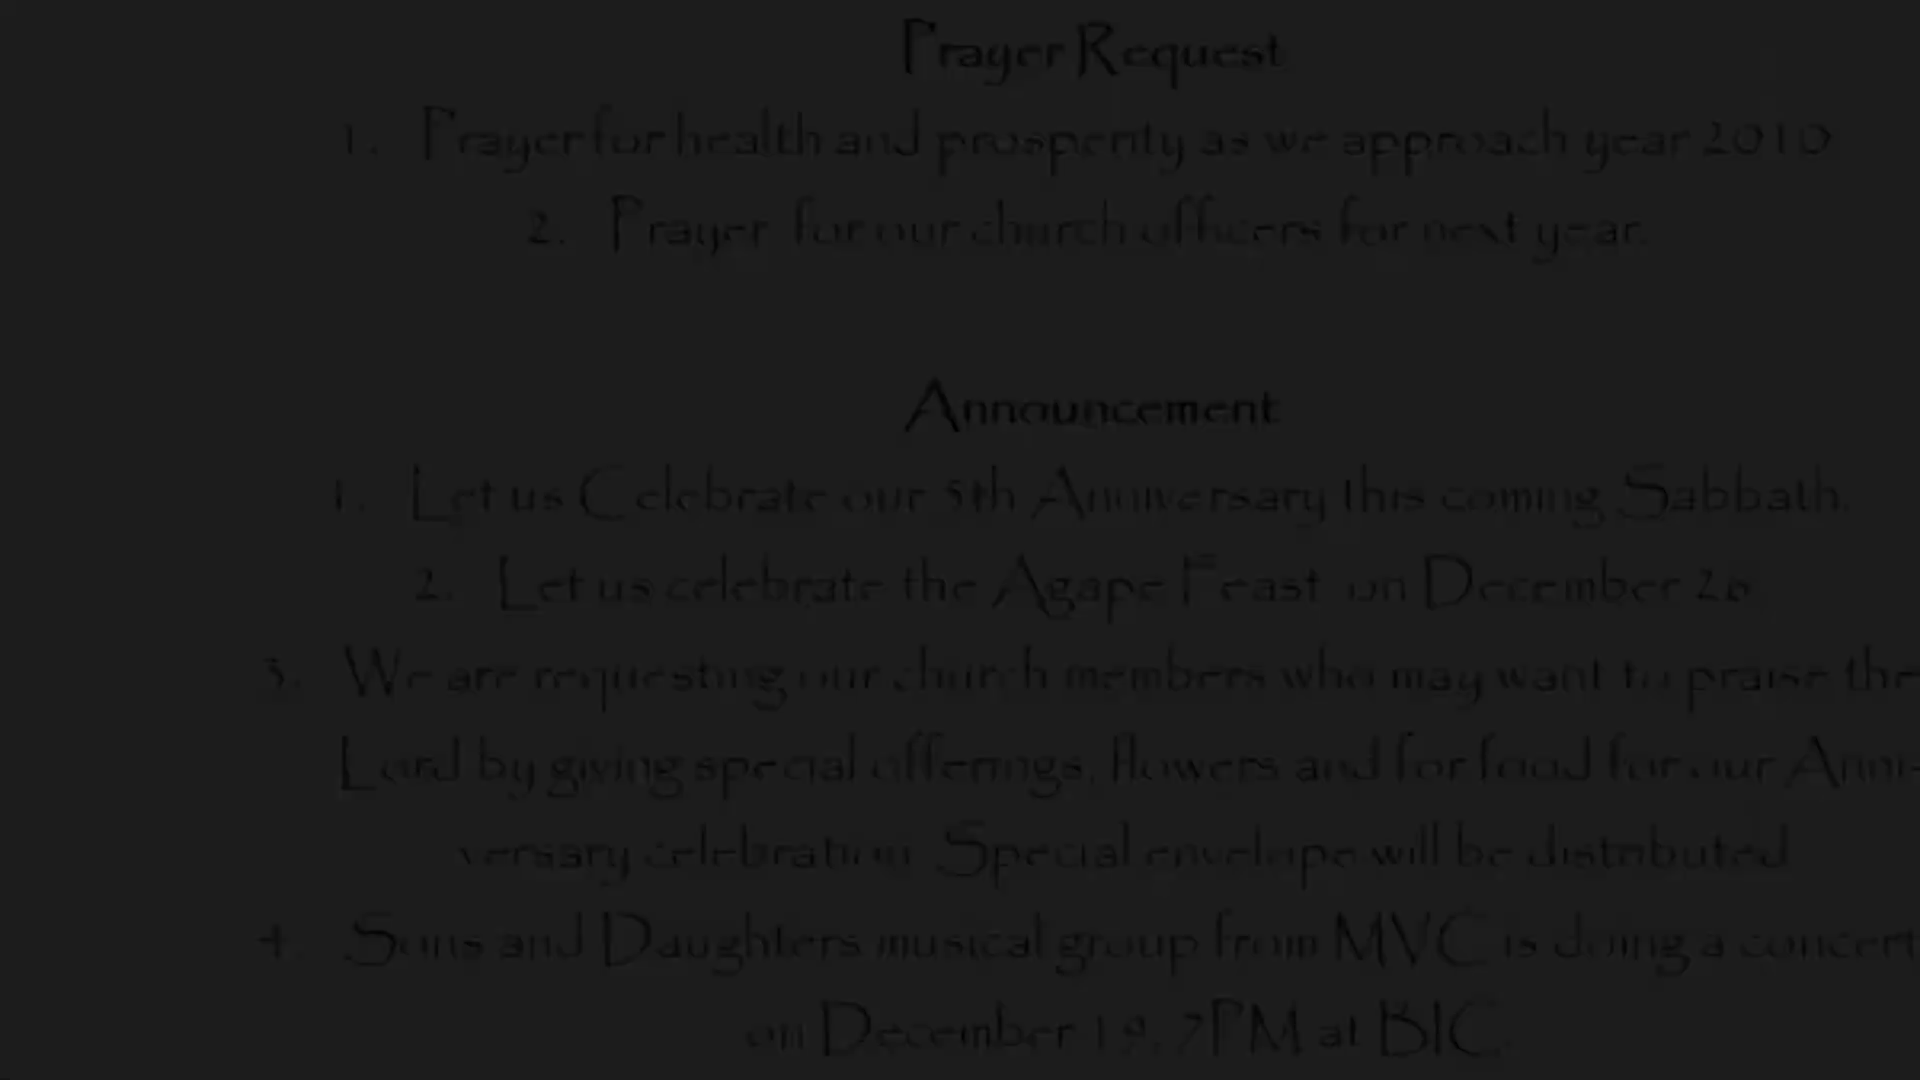 Prayer Request
1. Prayer for health and prosperity as we approach year 2010
2. Prayer for our church officers for next year.
Announcement
1. Let us Celebrate our 5th Anniversary this coming Sabbath.
2. Let us celebrate the Agape Feast on December 26
3. We are requesting our church members who may want to praise the
Lord by giving special offerings, flowers and for food for our Anni-
versary celebration. Special envelope will be distributed
4. Sons and Daughters musical group from MVC is doing a concert
on December 19, 7PM at BIC